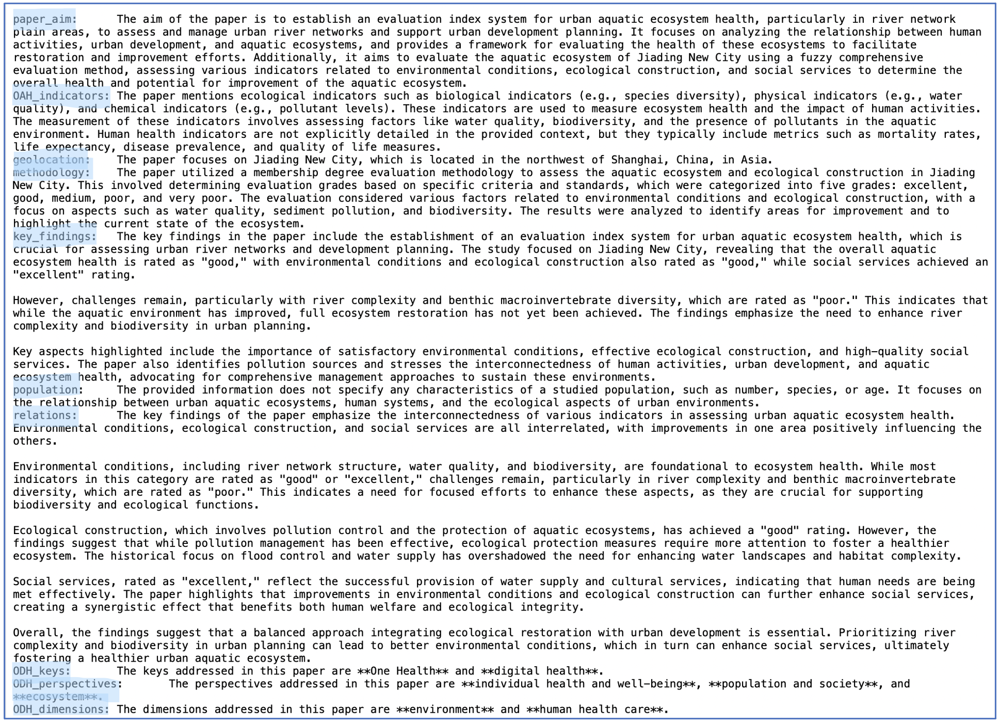 paper_aim: The aim of the paper is to establish an evaluation index system for urban aquatic ecosystem health, particularly in river network
plain areas, to assess and manage urban river networks and support urban development planning. It focuses on analyzing the relationship between human
activities, urban development, and aquatic ecosystems, and provides a framework for evaluating the health of these ecosystems to facilitate
restoration and improvement efforts. Additionally, it aims to evaluate the aquatic ecosystem of Jiading New City using a fuzzy comprehensive
evaluation method, assessing various indicators related to environmental conditions, ecological construction, and social services to determine the
overall health and potential for improvement of the aquatic ecosystem.
OAH_indicators: The paper mentions ecological indicators such as biological indicators (e.g., species diversity), physical indicators (e.g., water
quality), and chemical indicators (e.g., pollutant levels). These indicators are used to measure ecosystem health and the impact of human activities.
The measurement of these indicators involves assessing factors like water quality, biodiversity, and the presence of pollutants in the aquatic
environment. Human health indicators are not explicitly detailed in the provided context, but they typically include metrics such as mortality rates,
life expectancy, disease prevalence, and quality of life measures.
geolocation: The paper focuses on Jiading New City, which is located in the northwest of Shanghai, China, in Asia.
methodology: The paper utilized a membership degree evaluation methodology to assess the aquatic ecosystem and ecological construction in Jiading
New City. This involved determining evaluation grades based on specific criteria and standards, which were categorized into five grades: excellent,
good, medium, poor, and very poor. The evaluation considered various factors related to environmental conditions and ecological construction, with a
focus on aspects such as water quality, sediment pollution, and biodiversity. The results were analyzed to identify areas for improvement and to
highlight the current state of the ecosystem.
key_findings: The key findings in the paper include the establishment of an evaluation index system for urban aquatic ecosystem health, which is
crucial for assessing urban river networks and development planning. The study focused on Jiading New City, revealing that the overall aquatic
ecosystem health is rated as "good," with environmental conditions and ecological construction also rated as "good," while social services achieved an
"excellent" rating.
However, challenges remain, particularly with river complexity and benthic macroinvertebrate diversity, which are rated as "poor." This indicates that
while the aquatic environment has improved, full ecosystem restoration has not yet been achieved. The findings emphasize the need to enhance river
complexity and biodiversity in urban planning.
Key aspects highlighted include the importance of satisfactory environmental conditions, effective ecological construction, and high-quality social
services. The paper also identifies pollution sources and stresses the interconnectedness of human activities, urban development, and aquatic
ecosystem health, advocating for comprehensive management approaches to sustain these environments.
population: The provided information does not specify any characteristics of a studied population, such as number, species, or age. It focuses on
the relationship between urban aquatic ecosystems, human systems, and the ecological aspects of urban environments.
relations: The key findings of the paper emphasize the interconnectedness of various indicators in assessing urban aquatic ecosystem health.
Environmental conditions, ecological construction, and social services are all interrelated, with improvements in one area positively influencing the
others.
Environmental conditions, including river network structure, water quality, and biodiversity, are foundational to ecosystem health. While most
indicators in this category are rated as "good" or "excellent," challenges remain, particularly in river complexity and benthic macroinvertebrate
diversity, which are rated as "poor." This indicates a need for focused efforts to enhance these aspects, as they are crucial for supporting
biodiversity and ecological functions.
Ecological construction, which involves pollution control and the protection of aquatic ecosystems, has achieved a "good" rating. However, the
findings suggest that while pollution management has been effective, ecological protection measures require more attention to foster a healthier
ecosystem. The historical focus on flood control and water supply has overshadowed the need for enhancing water landscapes and habitat complexity.
Social services, rated as "excellent," reflect the successful provision of water supply and cultural services, indicating that human needs are being
met effectively. The paper highlights that improvements in environmental conditions and ecological construction can further enhance social services,
creating a synergistic effect that benefits both human welfare and ecological integrity.
Overall, the findings suggest that a balanced approach integrating ecological restoration with urban development is essential. Prioritizing river
complexity and biodiversity in urban planning can lead to better environmental conditions, which in turn can enhance social services, ultimately
fostering a healthier urban aquatic ecosystem.
ODH_keys: The keys addressed in this paper are **One Health** and **digital health**.
ODH_perspectives: The perspectives addressed in this paper are **individual health and well-being**, **population and society**, and
**ecosystem**.
ODH_dimensions: The dimensions addressed in this paper are **environment** and **human health care**.